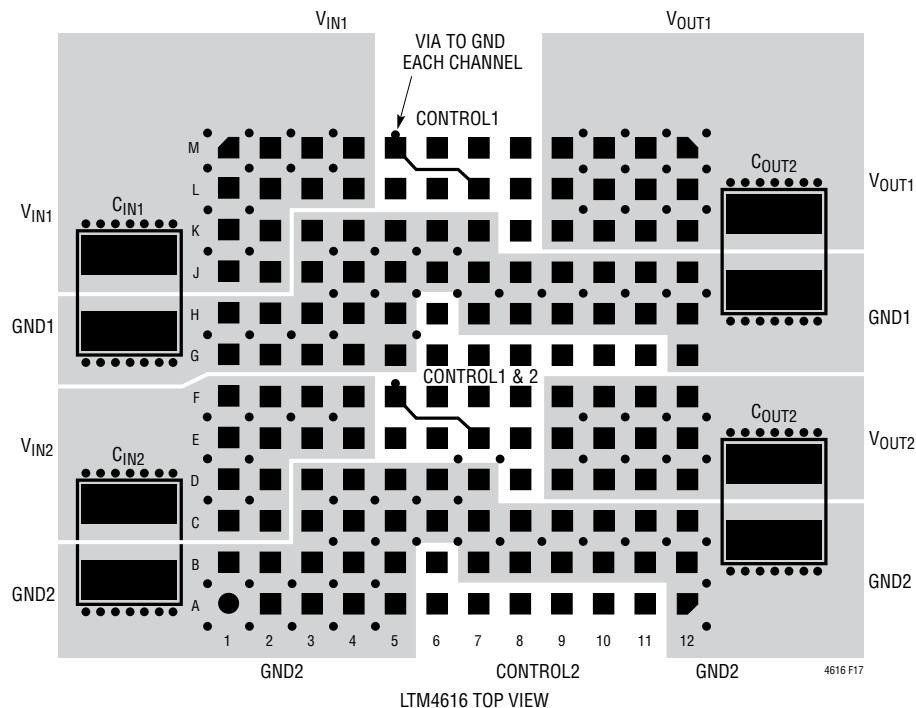 VIN1
VOUT1
VIA TO GND
EACH CHANNEL
CONTROL1
M
COUT2
L
VOUT1
VIN1
CIN1
K
J
H
GND1
GND1
G
CONTROL1 & 2
F
COUT2
E
VOUT2
VIN2
CIN2
D
C
B
GND2
GND2
A
1 2 3 4 5 6 7 8 9 10 11 12
GND2 CONTROL2 GND2
4616 F17
LTM4616 TOP VIEW